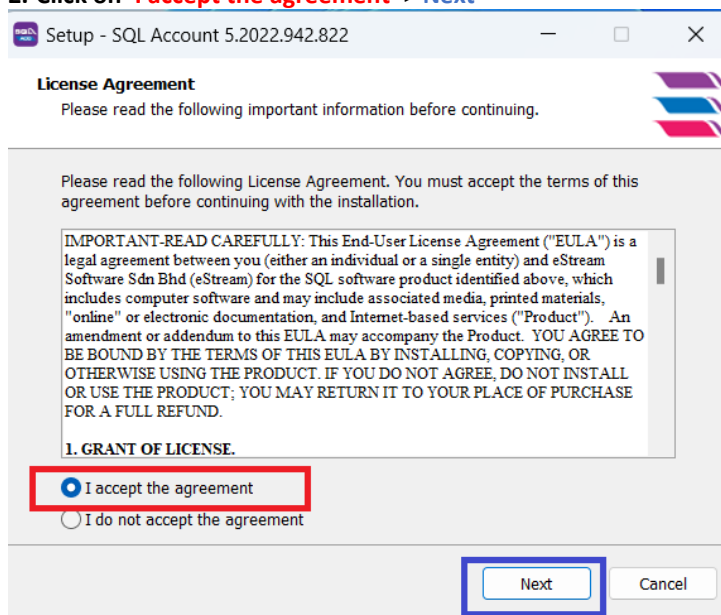 2. Click on I accept the agreement -> Next
Setup - SQL Account 5.2022.942.822
License Agreement
Please read the following important information before continuing.
Please read the following License Agreement. You must accept the terms of this
agreement before continuing with the installation.
IMPORTANT-READ CAREFULLY: This End-User License Agreement ("EULA") is a
legal agreement between you (either an individual or a single entity) and eStream
Software Sdn Bhd (eStream) for the SQL software product identified above, which
includes computer software and may include associated media, printed materials,
"online" or electronic documentation, and Internet-based services ("Product"). An
amendment or addendum to this EULA may accompany the Product. YOU AGREE TO
BE BOUND BY THE TERMS OF THIS EULA BY INSTALLING, COPYING, OR
OTHERWISE USING THE PRODUCT. IF YOU DO NOT AGREE, DO NOT INSTALL
OR USE THE PRODUCT; YOU MAY RETURN IT TO YOUR PLACE OF PURCHASE
FOR A FULL REFUND.
1. GRANT OF LICENSE.
I accept the agreement
I do not accept the agreement
Next
Cancel